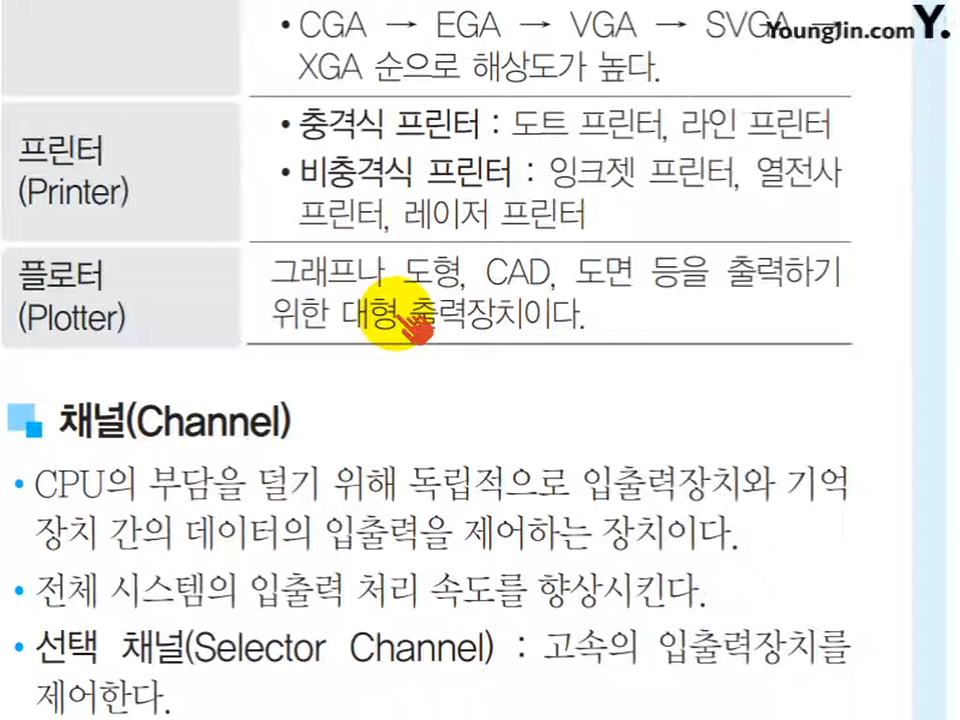 • CGA → EGA → VGA → SVGA →
YoungJin.com Y.
XGA 순으로 해상도가 높다.
프린터
(Printer)
• 충격식 프린터 : 도트 프린터, 라인 프린터
• 비충격식 프린터 : 잉크젯 프린터, 열전사
프린터, 레이저 프린터
플로터
(Plotter)
그래프나 도형, CAD, 도면 등을 출력하기
위한 대형 출력장치이다.
채널(Channel)
• CPU의 부담을 덜기 위해 독립적으로 입출력장치와 기억
장치 간의 데이터의 입출력을 제어하는 장치이다.
• 전체 시스템의 입출력 처리 속도를 향상시킨다.
• 선택 채널(Selector Channel) : 고속의 입출력장치를
제어한다.